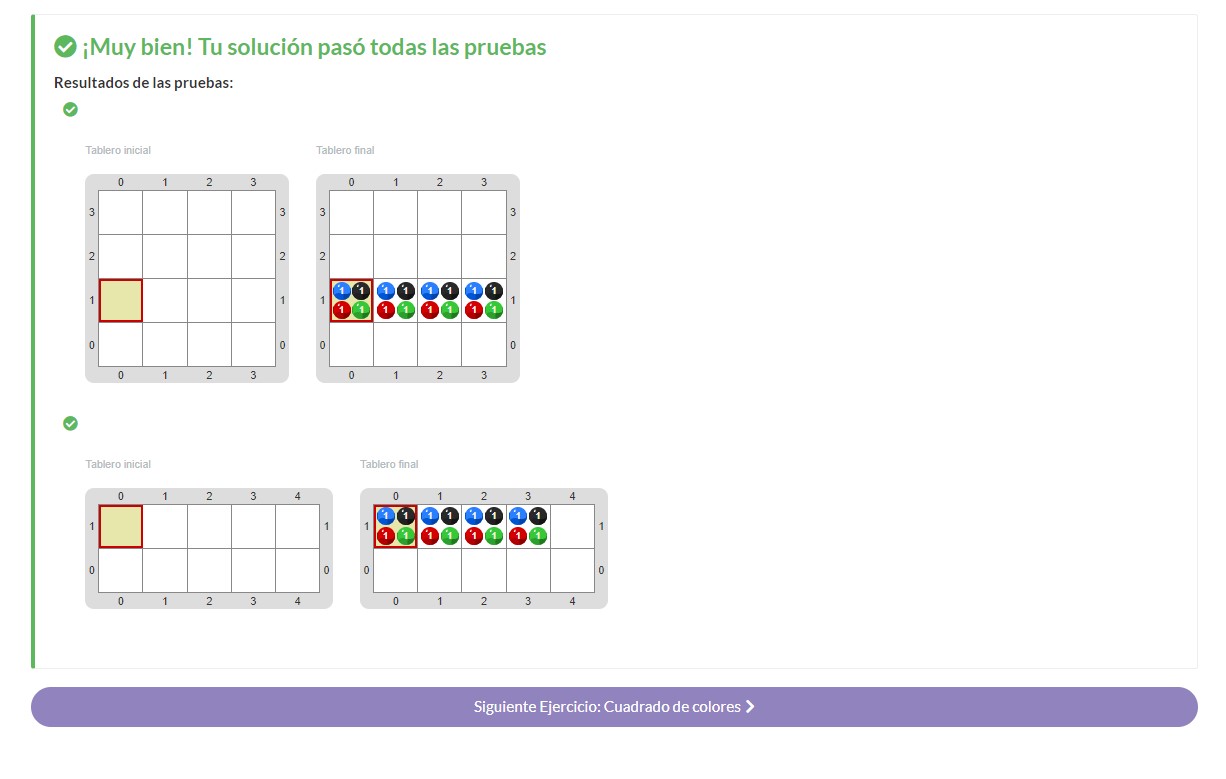 ¡Muy bien! Tu solución pasó todas las pruebas
Resultados de las pruebas:
Tablero inicial Tablero final
0 1 2 3 0 1 2 3
3 3 3 3
2 2 2 2
1 1 1 1 1 1 1 1 1 1 1 1
1 1 1 1 1 1 1 1
0 0 0 0
0 1 2 3 0 1 2 3
Tablero inicial Tablero final
0 1 2 3 4 0 1 2 3 4
1 1 1 1 1 1 1 1 1 1 1 1
1 1 1 1 1 1 1 1
0 0 0 0
0 1 2 3 4 0 1 2 3 4
Siguiente Ejercicio: Cuadrado de colores